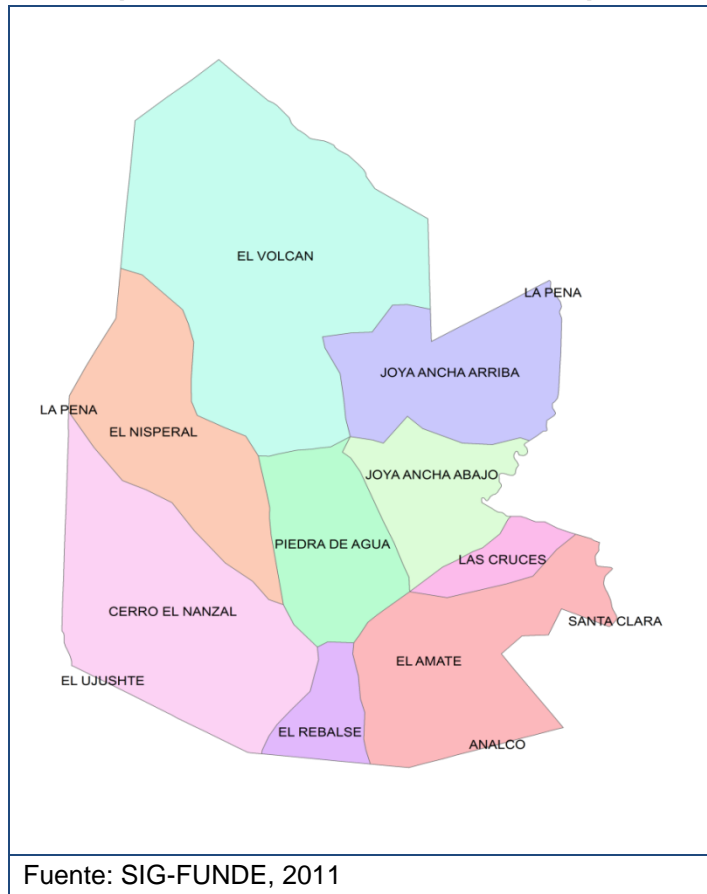 EL VOLCAN
LA PENA
JOYA ANCHA ARRIBA
LA PENA
EL NISPERAL
JOYA ANCHA ABAJO
PIEDRA DE AGUA
LAS CRUCES
CERRO EL NANZAL
SANTA CLARA
EL AMATE
EL UJUSHTE
EL REBALSE
ANALCO
Fuente: SIG-FUNDE, 2011